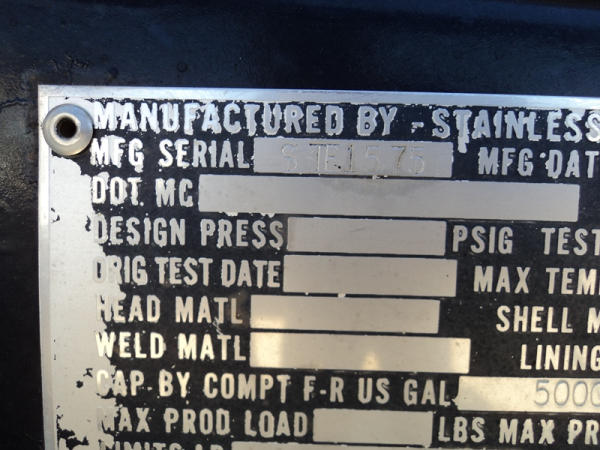 MANUFACTURED BY - STAINLESS
MFG SERIAL STE1575 MFG DAT
DOT. MC
DESIGN PRESS PSIG TEST
ORIG TEST DATE MAX TEM
HEAD MATL SHELL M
WELD MATL LINING
CAP BY COMPT F-R US GAL 5000
MAX PROD LOAD LBS MAX PR